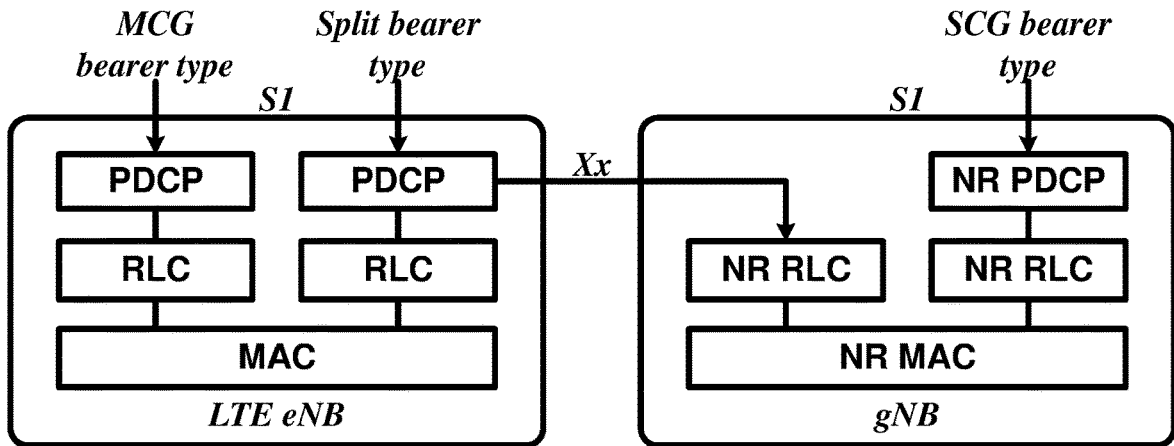 MCG
bearer type
Split bearer
type
SCG bearer
type
S1
S1
PDCP
PDCP
Xx
NR PDCP
RLC
RLC
NR RLC
NR RLC
MAC
NR MAC
LTE eNB
gNB